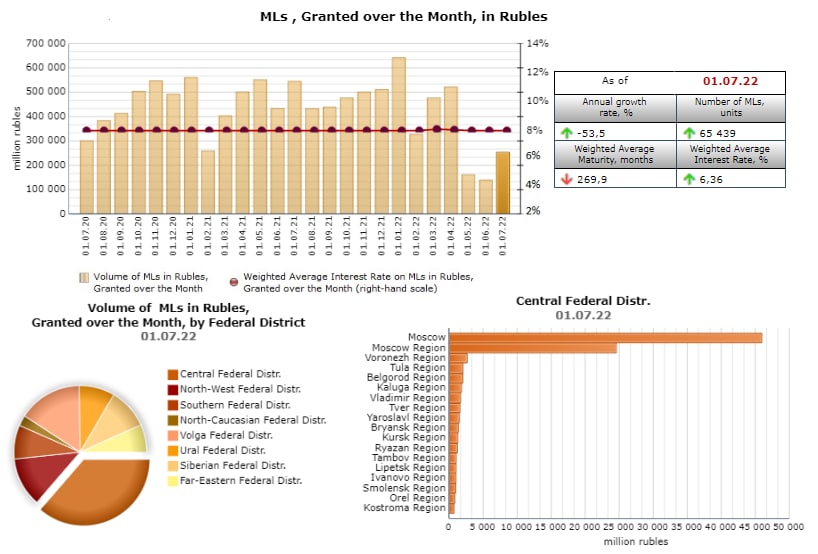 MLs , Granted over the Month, in Rubles
700 000
600 000
500 000
400 000
300 000
200 000
100 000
0
million rubles
14%
12%
10%
8%
6%
4%
2%
01.07.20
01.08.20
01.09.20
01.10.20
01.11.20
01.12.20
01.01.21
01.02.21
01.03.21
01.04.21
01.05.21
01.06.21
01.07.21
01.08.21
01.09.21
01.10.21
01.11.21
01.12.21
01.01.22
01.02.22
01.03.22
01.04.22
01.05.22
01.06.22
01.07.22
Volume of MLs in Rubles,
Granted over the Month
Weighted Average Interest Rate on MLs in Rubles,
Granted over the Month (right-hand scale)
As of 01.07.22
Annual growth
rate, %
Number of MLs,
units
-53,5
65 439
Weighted Average
Maturity, months
Weighted Average
Interest Rate, %
269,9
6,36
Volume of MLs in Rubles,
Granted over the Month, by Federal District
01.07.22
Central Federal Distr.
North-West Federal Distr.
Southern Federal Distr.
North-Caucasian Federal Distr.
Volga Federal Distr.
Ural Federal Distr.
Siberian Federal Distr.
Far-Eastern Federal Distr.
Central Federal Distr.
01.07.22
Moscow
Moscow Region
Voronezh Region
Tula Region
Belgorod Region
Kaluga Region
Vladimir Region
Tver Region
Yaroslavl Region
Bryansk Region
Kursk Region
Ryazan Region
Tambov Region
Lipetsk Region
Ivanovo Region
Smolensk Region
Orel Region
Kostroma Region
0 5 000 10 000 15 000 20 000 25 000 30 000 35 000 40 000 45 000 50 000
million rubles